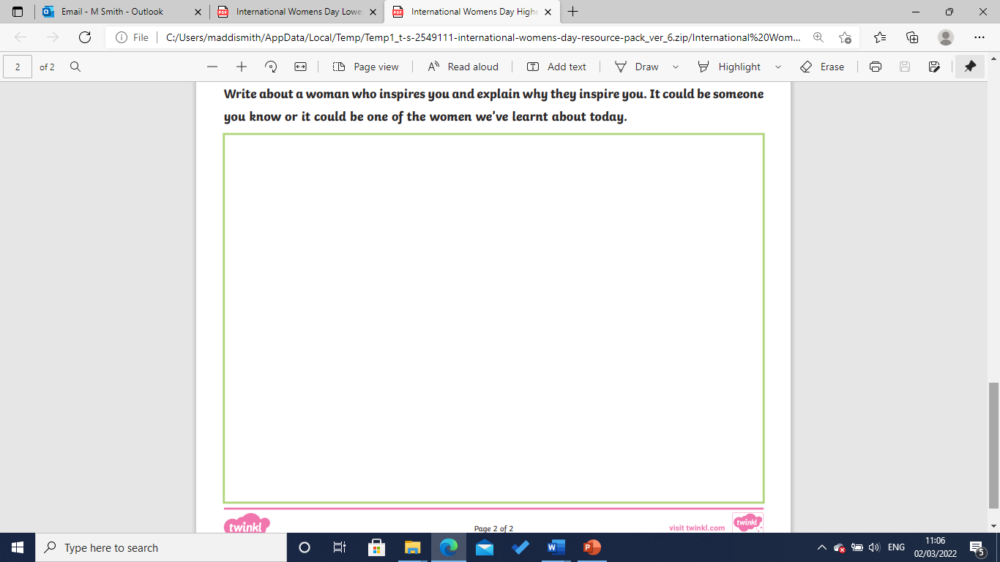 Email - M Smith - Outlook
International Womens Day Lowe
International Womens Day Highe
File
C:/Users/maddismith/AppData/Local/Temp/Temp1_t-s-2549111-international-womens-day-resource-pack_ver_6.zip/International%20Wom...
2 of 2
Page view
Read aloud
Add text
Draw
Highlight
Erase
Write about a woman who inspires you and explain why they inspire you. It could be someone
you know or it could be one of the women we've learnt about today.
twinkl
Page 2 of 2
visit twinkl.com
twinkl
Type here to search
ENG
11:06
02/03/2022
5